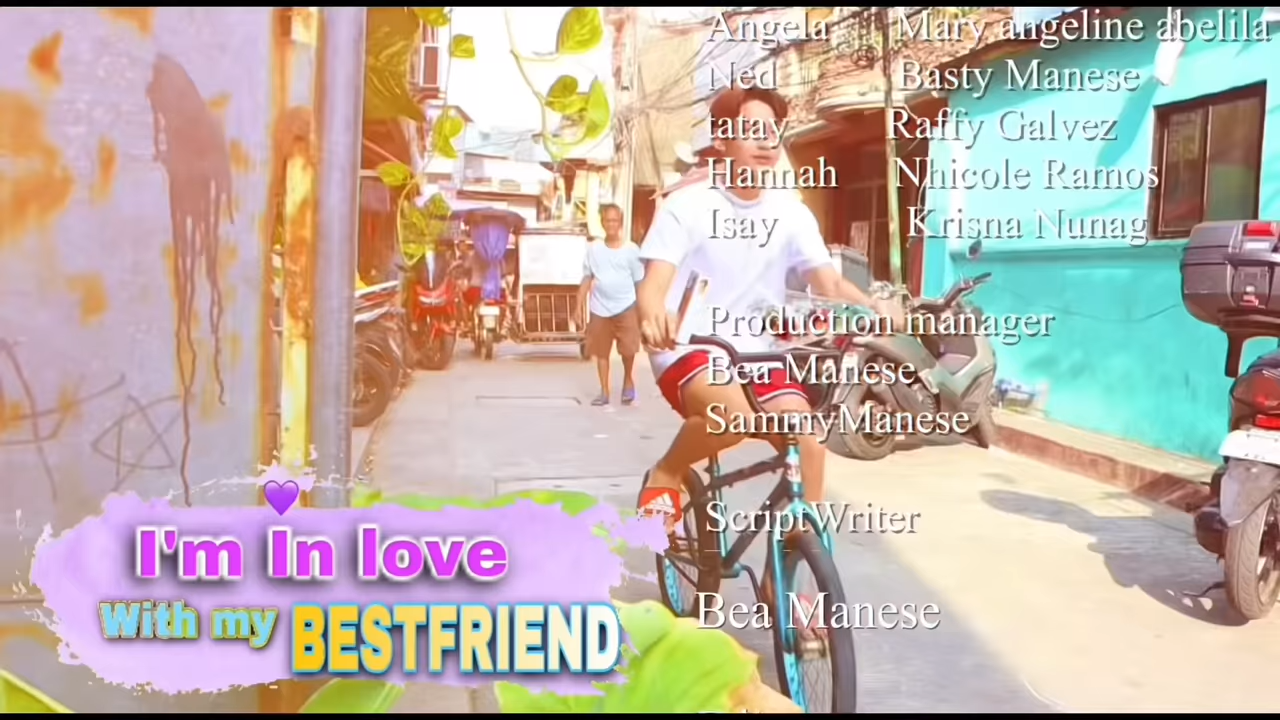 Angela Mary angeline abelila
Ned Basty Manese
tatay Raffy Galvez
Hannah Nhicole Ramos
Isay Krisna Nunag
Production manager
Bea Manese
SammyManese
ScriptWriter
Bea Manese
I'm In love
With my BESTFRIEND